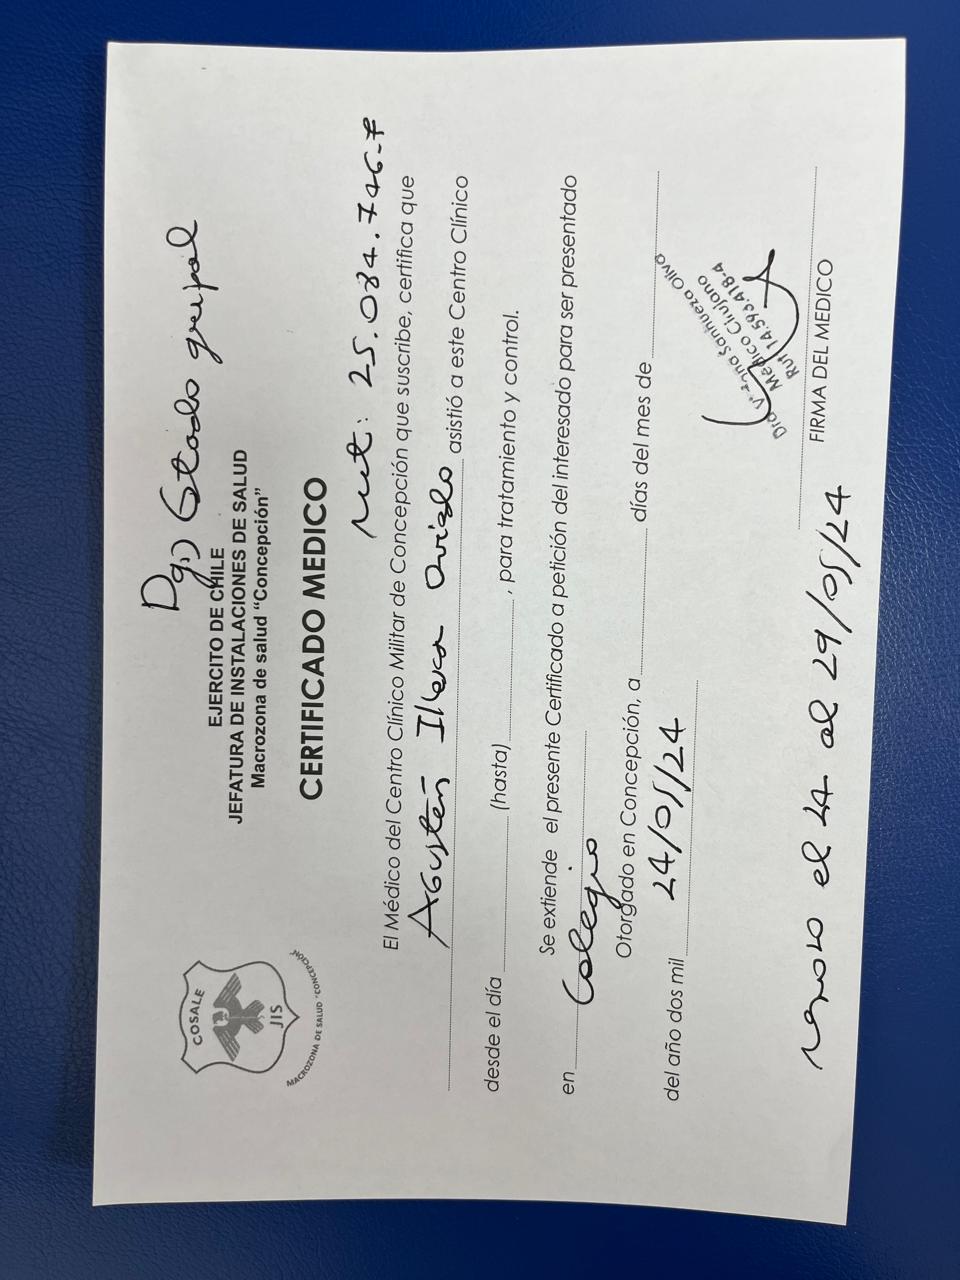 Dg:) Estado gripal
EJERCITO DE CHILE
JEFATURA DE INSTALACIONES DE SALUD
Macrozona de salud "Concepción"
COSALE
JIS
MACROZONA DE SALUD "CONCEPCIÓN"
CERTIFICADO MEDICO
Rut: 25.084.746-7
El Médico del Centro Clínico Militar de Concepción que suscribe, certifica que
Agustín Illesca Oviedo asistió a este Centro Clínico
desde el día (hasta) , para tratamiento y control.
Se extiende el presente Certificado a petición del interesado para ser presentado
en Colegio
Otorgado en Concepción, a días del mes de
del año dos mil 24/05/24
Dra. Sanhueza Oliva
Médico Cirujano
Rut 14.593.418-4
FIRMA DEL MEDICO
reposo el 24 al 29/05/24